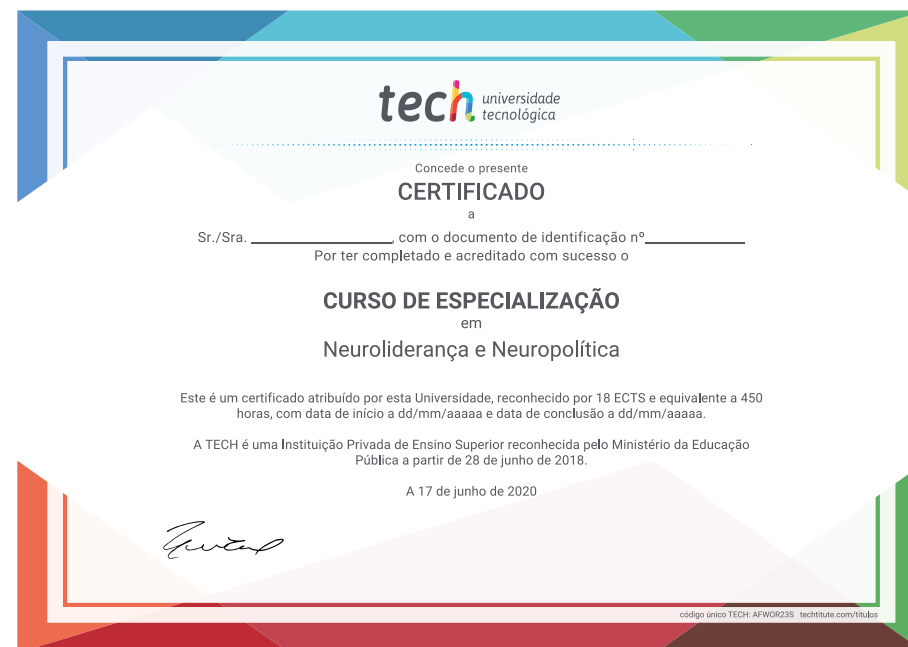 tech universidade
tecnológica
Concede o presente
CERTIFICADO
a
Sr./Sra. ____________, com o documento de identificação nº__________
Por ter completado e acreditado com sucesso o
CURSO DE ESPECIALIZAÇÃO
em
Neuroliderança e Neuropolítica
Este é um certificado atribuído por esta Universidade, reconhecido por 18 ECTS e equivalente a 450
horas, com data de início a dd/mm/aaaaa e data de conclusão a dd/mm/aaaaa.
A TECH é uma Instituição Privada de Ensino Superior reconhecida pelo Ministério da Educação
Pública a partir de 28 de junho de 2018.
A 17 de junho de 2020
código único TECH: AFWOR23S techtitute.com/titulos